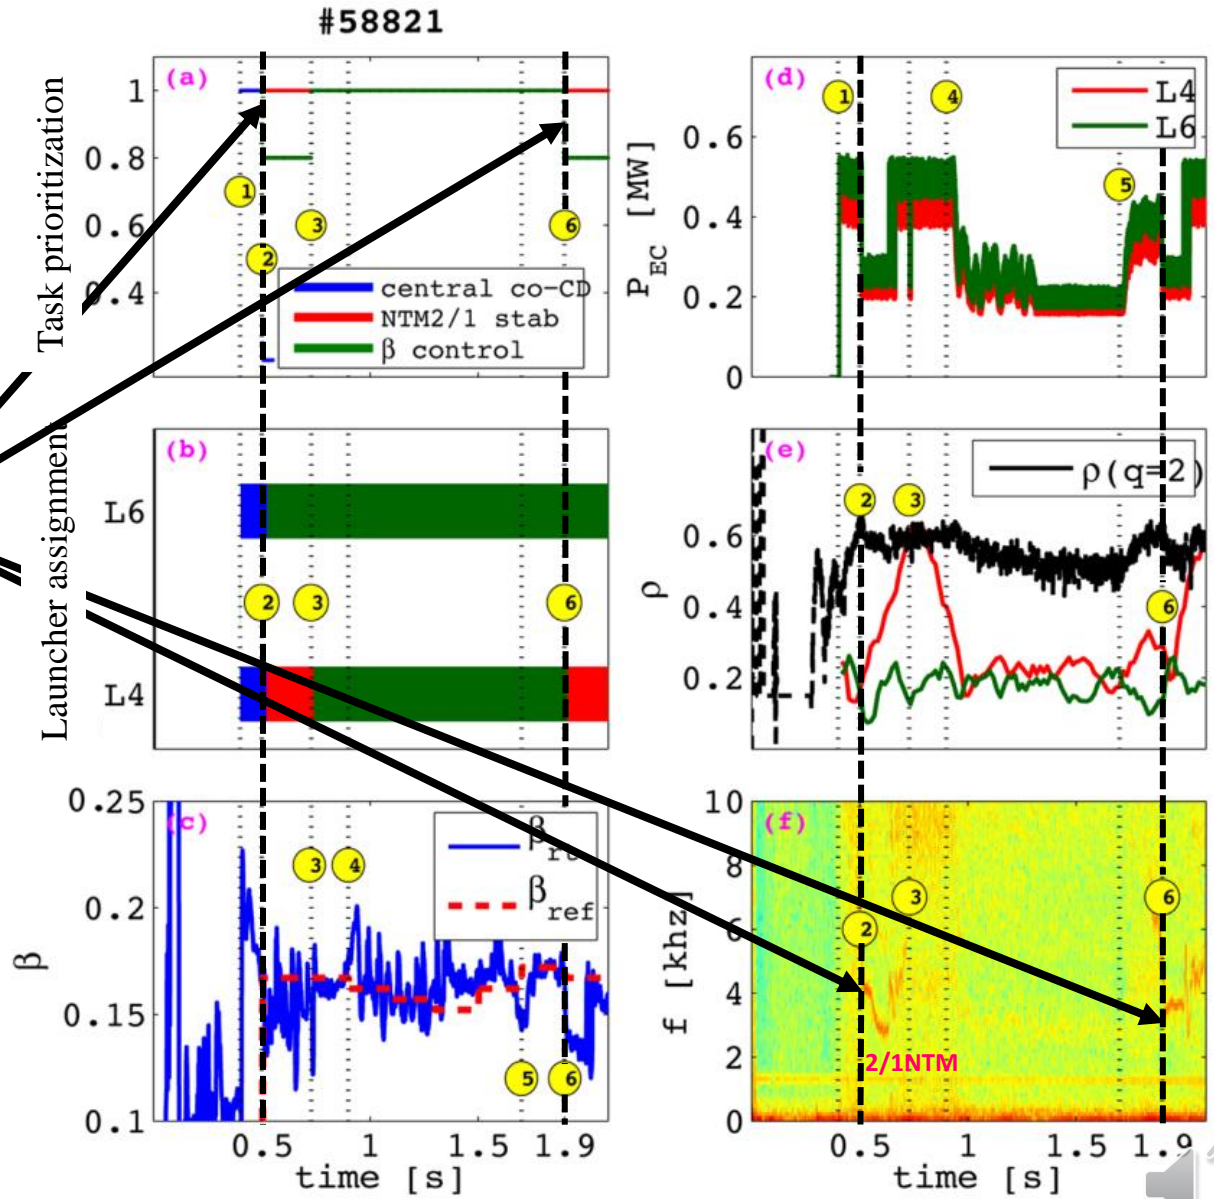 #58821
Task prioritization
(a)
1
0.8
0.6
0.4
1
2
3
6
central co-CD
NTM2/1 stab
β control
(d)
P_EC [MW]
0.6
0.4
0.2
0
1
4
5
L4
L6
Launcher assignment
(b)
L6
L4
2
3
6
(e)
ρ
0.6
0.4
0.2
2
3
6
ρ(q=2)
(c)
β
0.25
0.2
0.15
0.1
3
4
5
6
β
β_ref
0.5
1
1.5
1.9
time [s]
(f)
f [khz]
10
8
6
4
2
0
2
3
6
2/1NTM
0.5
1
1.5
1.9
time [s]